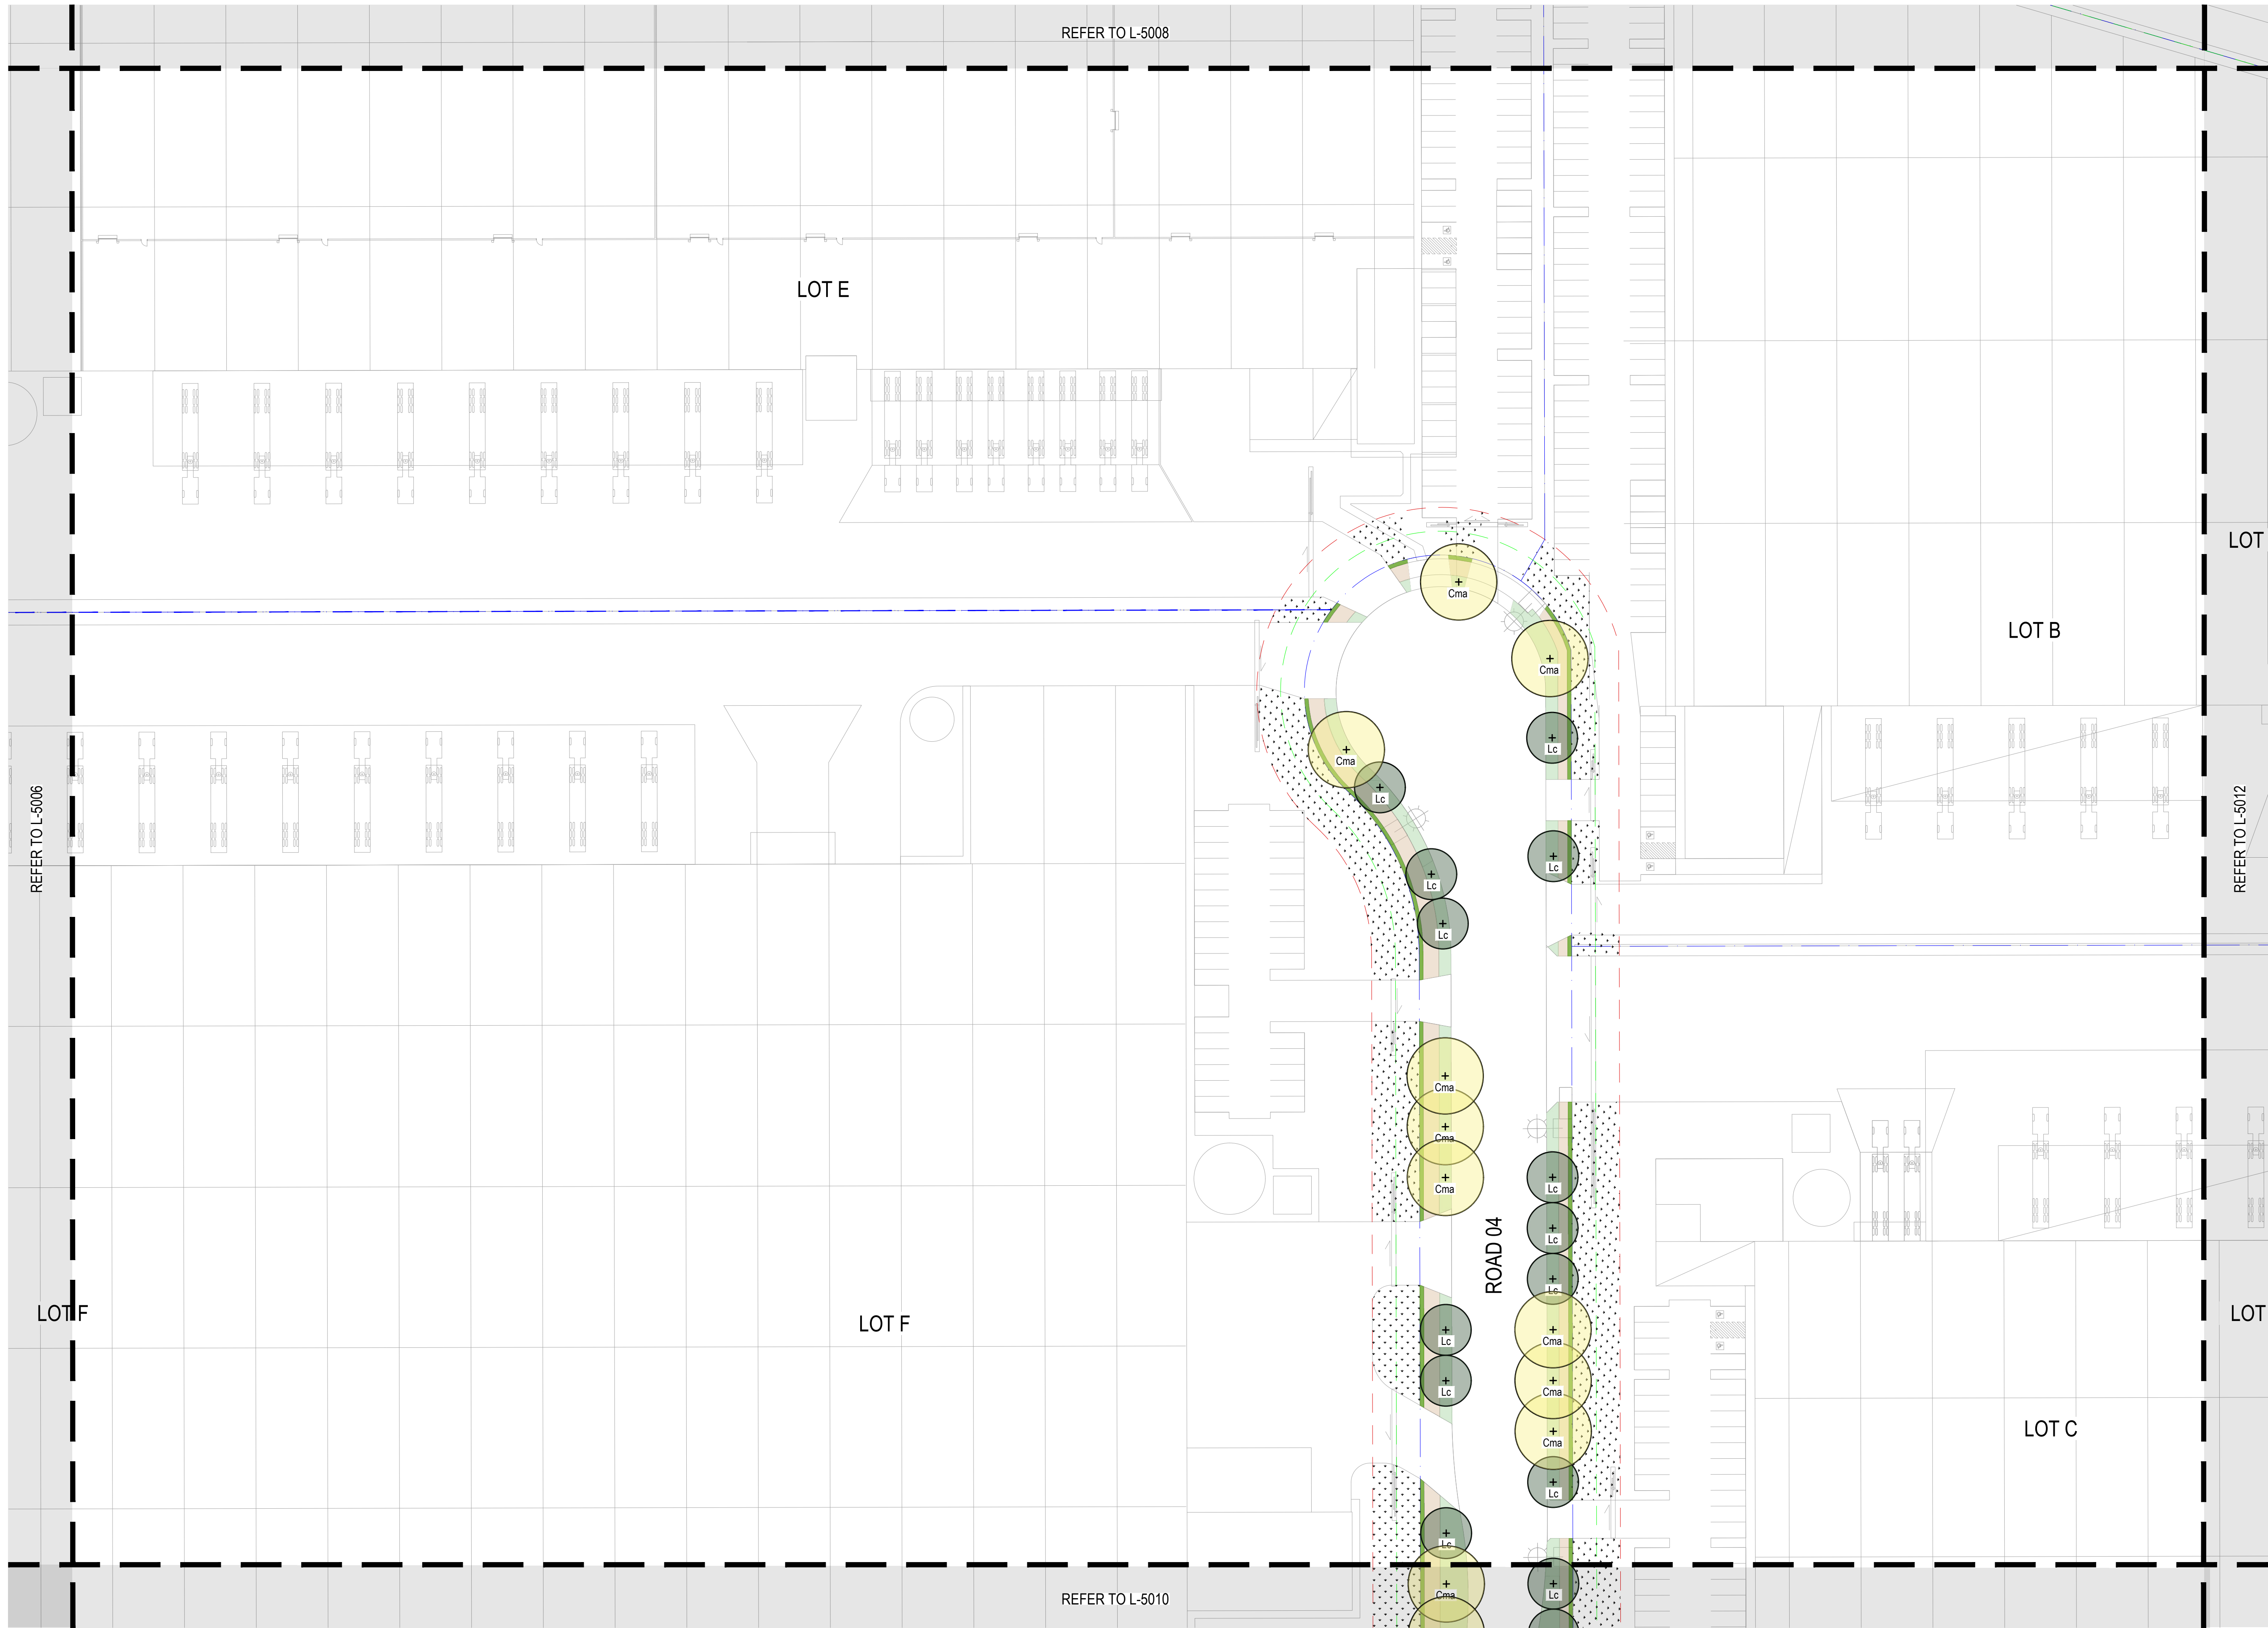 REFER TO L-5008
LOT E
LOT
Cma
LOT B
Cma
Lc
Cma
Lc
REFER TO L-5006
REFER TO L-5012
Lc
Lc
Lc
Cma
Cma
Cma
Lc
ROAD 04
Lc
Lc
LOT F
LOT F
LOT
Lc
Cma
Lc
Cma
LOT C
Cma
Lc
Lc
Cma
Lc
REFER TO L-5010